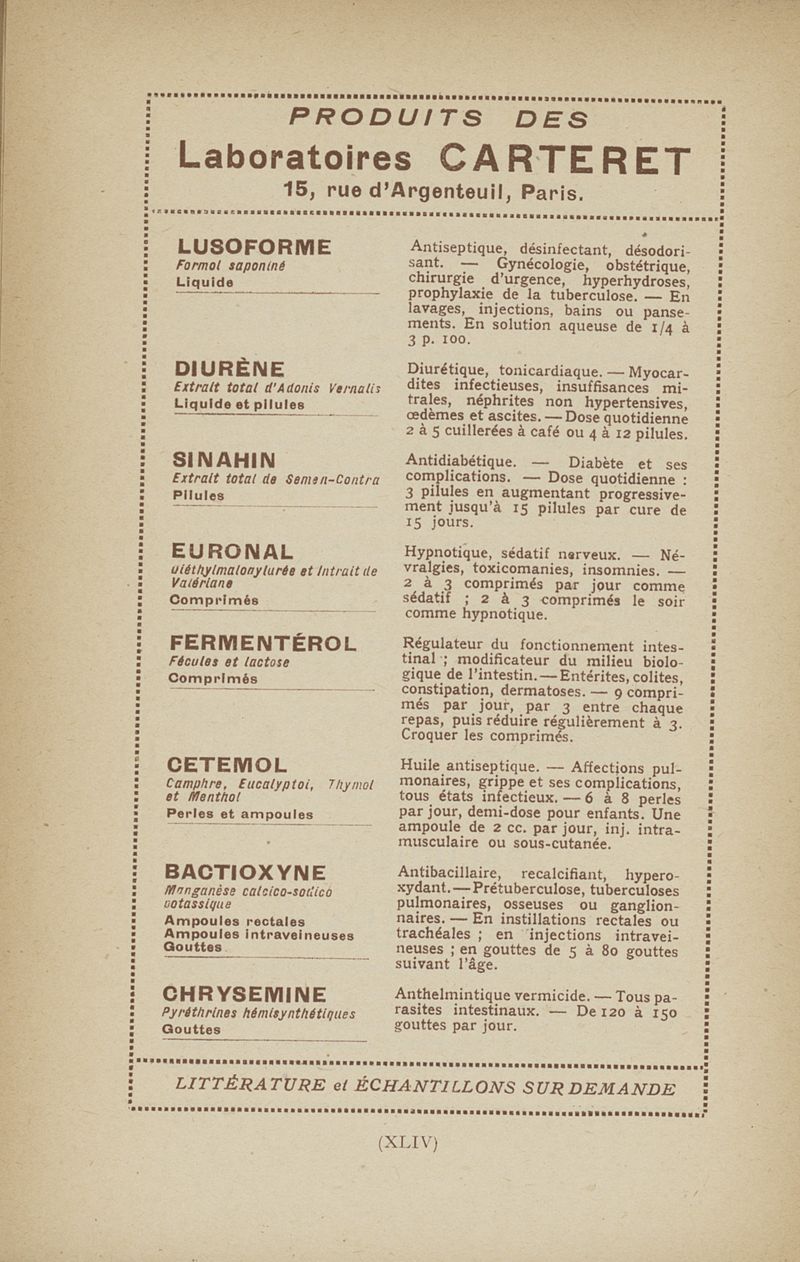 PRODUITS DES
Laboratoires CARTERET
15, rue d'Argenteuil, Paris.
LUSOFORME
Formol saponiné
Liquide
Antiseptique, désinfectant, désodori-
sant. — Gynécologie, obstétrique,
chirurgie d'urgence, hyperhydroses,
prophylaxie de la tuberculose. — En
lavages, injections, bains ou panse-
ments. En solution aqueuse de 1/4 à
3 p. 100.
DIURÈNE
Extrait total d'Adonis Vernalis
Liquide et pilules
Diurétique, tonicardiaque. — Myocar-
dites infectieuses, insuffisances mi-
trales, néphrites non hypertensives,
œdèmes et ascites. — Dose quotidienne
2 à 5 cuillerées à café ou 4 à 12 pilules.
SINAHIN
Extrait total de Semen-Contra
Pilules
Antidiabétique. — Diabète et ses
complications. — Dose quotidienne :
3 pilules en augmentant progressive-
ment jusqu'à 15 pilules par cure de
15 jours.
EURONAL
Diéthylmalonylurée et Intrait de
Valériane
Comprimés
Hypnotique, sédatif nerveux. — Né-
vralgies, toxicomanies, insomnies. —
2 à 3 comprimés par jour comme
sédatif ; 2 à 3 comprimés le soir
comme hypnotique.
FERMENTÉROL
Fécules et lactose
Comprimés
Régulateur du fonctionnement intes-
tinal ; modificateur du milieu biolo-
gique de l'intestin. — Entérites, colites,
constipation, dermatoses. — 9 compri-
més par jour, par 3 entre chaque
repas, puis réduire régulièrement à 3.
Croquer les comprimés.
CETEMOL
Camphre, Eucalyptol, Thymol
et Menthol
Perles et ampoules
Huile antiseptique. — Affections pul-
monaires, grippe et ses complications,
tous états infectieux. — 6 à 8 perles
par jour, demi-dose pour enfants. Une
ampoule de 2 cc. par jour, inj. intra-
musculaire ou sous-cutanée.
BACTIOXYNE
Manganèse calcico-sodico
potassique
Ampoules rectales
Ampoules intraveineuses
Gouttes
Antibacillaire, recalcifiant, hypero-
xydant. — Prétuberculose, tuberculoses
pulmonaires, osseuses ou ganglion-
naires. — En instillations rectales ou
trachéales ; en injections intravei-
neuses ; en gouttes de 5 à 80 gouttes
suivant l'âge.
CHRYSEMINE
Pyréthrines hémisynthétiques
Gouttes
Anthelmintique vermicide. — Tous pa-
rasites intestinaux. — De 120 à 150
gouttes par jour.
LITTÉRATURE et ÉCHANTILLONS SUR DEMANDE
(XLIV)